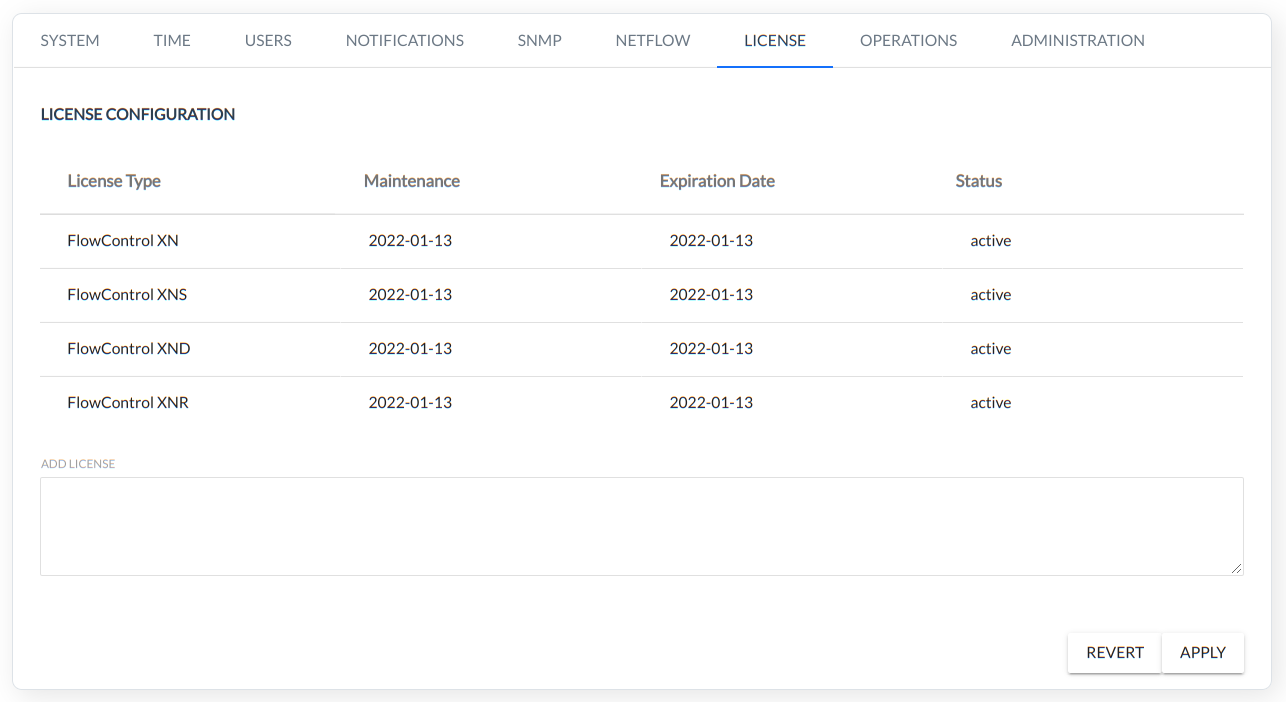 SYSTEM TIME USERS NOTIFICATIONS SNMP NETFLOW LICENSE OPERATIONS ADMINISTRATION
LICENSE CONFIGURATION
License Type Maintenance Expiration Date Status
FlowControl XN 2022-01-13 2022-01-13 active
FlowControl XNS 2022-01-13 2022-01-13 active
FlowControl XND 2022-01-13 2022-01-13 active
FlowControl XNR 2022-01-13 2022-01-13 active
ADD LICENSE
REVERT APPLY